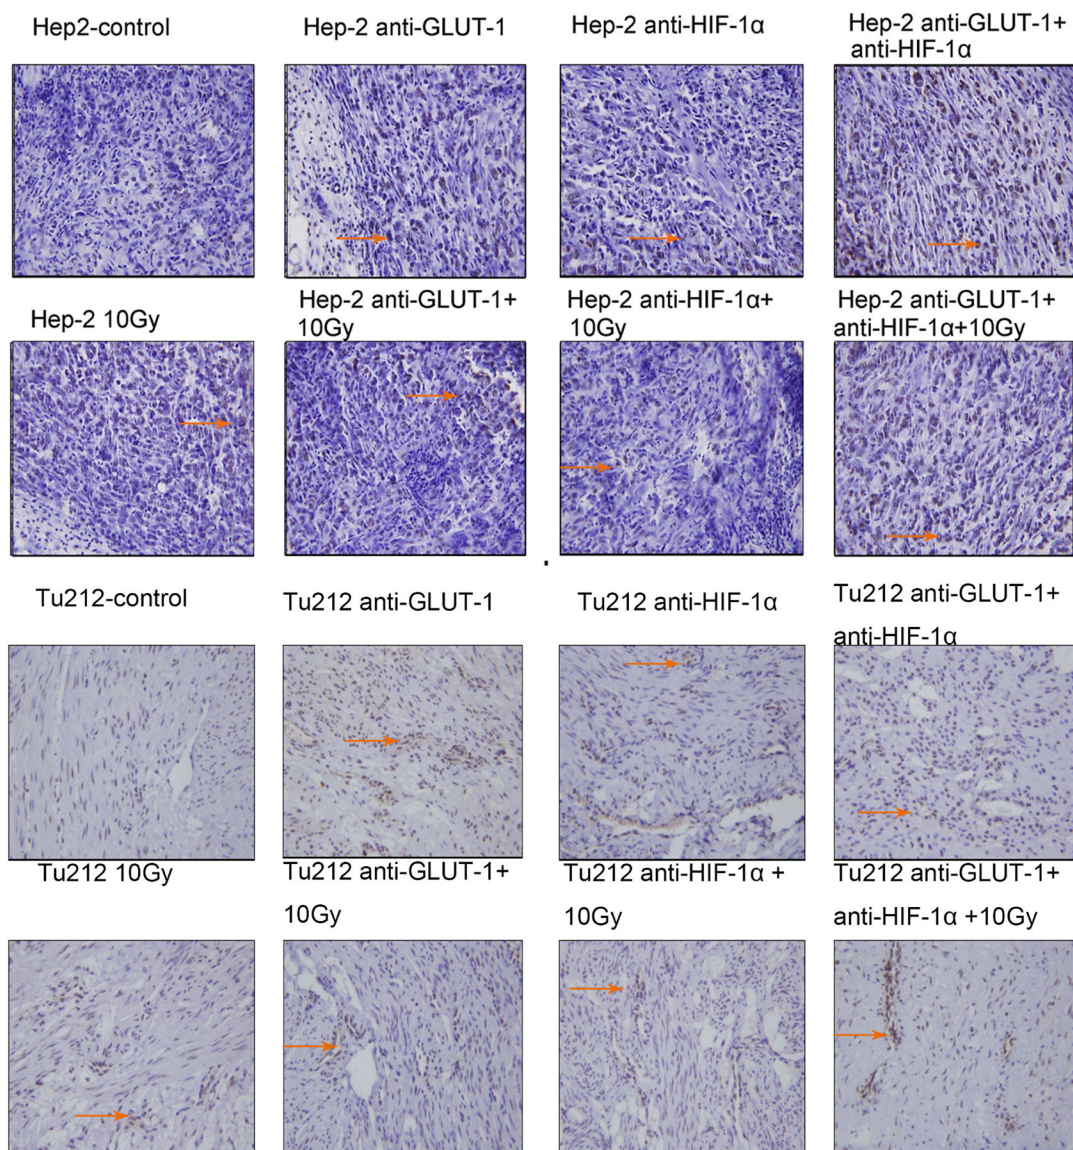 Hep2-control
Hep-2 anti-GLUT-1
Hep-2 anti-HIF-1α
Hep-2 anti-GLUT-1+
anti-HIF-1α
Hep-2 10Gy
Hep-2 anti-GLUT-1+
10Gy
Hep-2 anti-HIF-1α+
10Gy
Hep-2 anti-GLUT-1+
anti-HIF-1α+10Gy
Tu212-control
Tu212 anti-GLUT-1
Tu212 anti-HIF-1α
Tu212 anti-GLUT-1+
anti-HIF-1α
Tu212 10Gy
Tu212 anti-GLUT-1+
10Gy
Tu212 anti-HIF-1α +
10Gy
Tu212 anti-GLUT-1+
anti-HIF-1α +10Gy